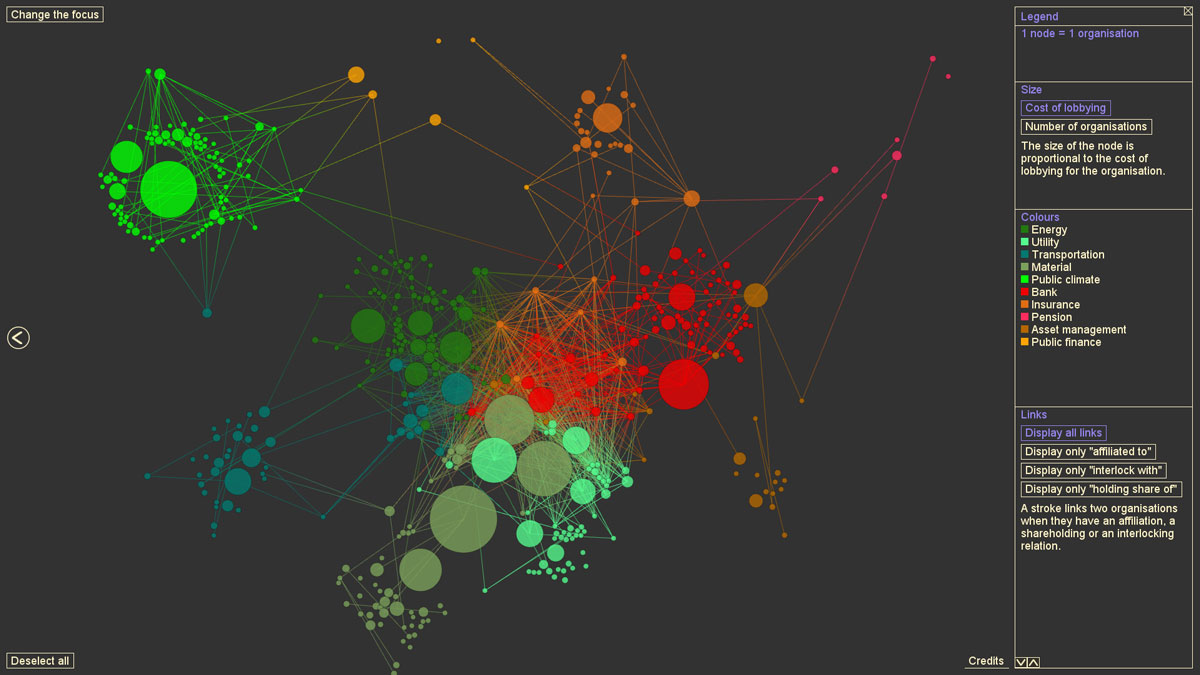 Change the focus
Legend
1 node = 1 organisation
Size
Cost of lobbying
Number of organisations
The size of the node is
proportional to the cost of
lobbying for the organisation.
Colours
Energy
Utility
Transportation
Material
Public climate
Bank
Insurance
Pension
Asset management
Public finance
Links
Display all links
Display only "affiliated to"
Display only "interlock with"
Display only "holding share of"
A stroke links two organisations
when they have an affiliation, a
shareholding or an interlocking
relation.
Deselect all
Credits